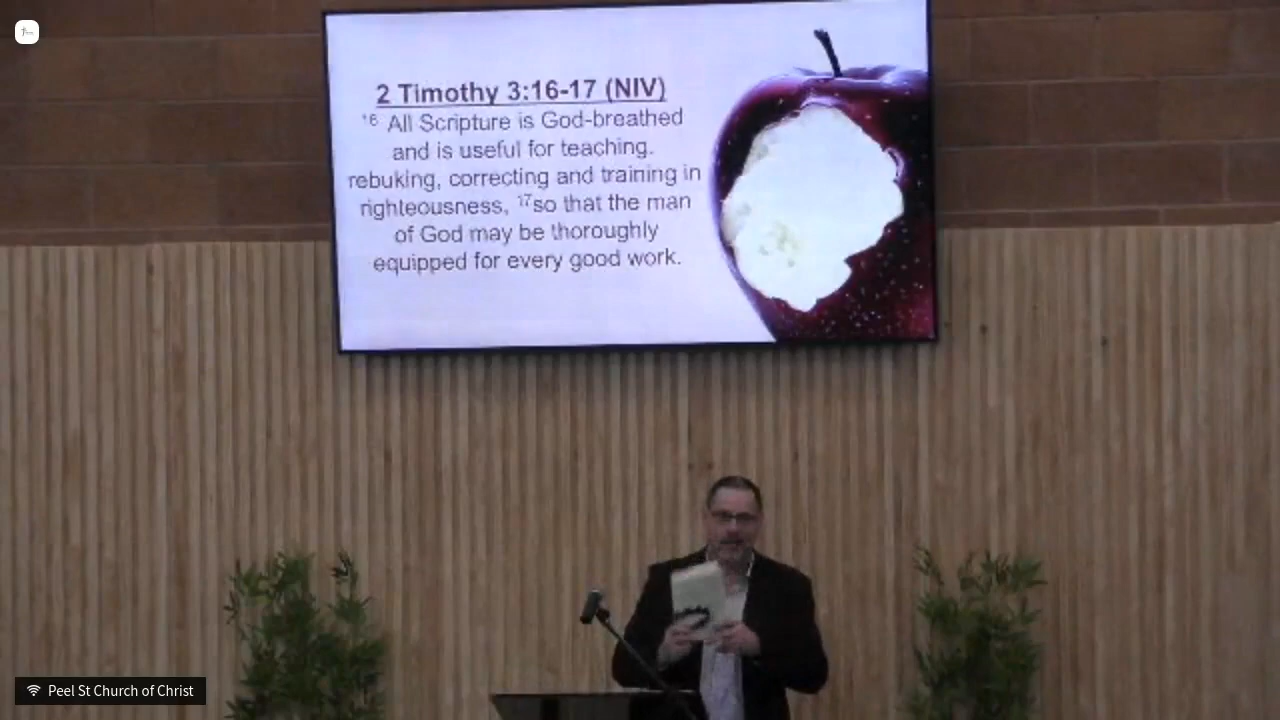 2 Timothy 3:16-17 (NIV)
¹⁶ All Scripture is God-breathed
and is useful for teaching.
rebuking, correcting and training in
righteousness, ¹⁷so that the man
of God may be thoroughly
equipped for every good work.
Peel St Church of Christ